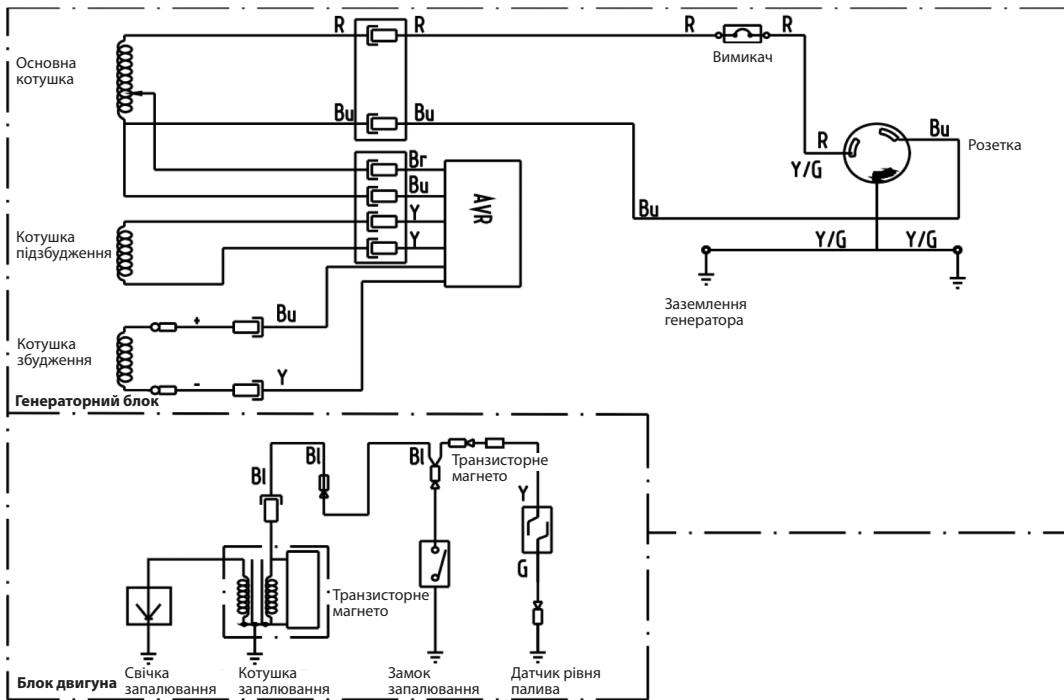 R
R
R
R
Вимикач
Основна
котушка
Bu
Bu
Bu
R
Розетка
Y/G
Br
Bu
Y
Y
AVR
Bu
Котушка
підзбудження
Y/G
Y/G
Заземлення
генератора
+
Bu
Котушка
збудження
-
Y
Генераторний блок
Bl
Bl
Bl
Транзисторне
магнето
Y
G
Транзисторне
магнето
Свічка
запалювання
Котушка
запалювання
Замок
запалювання
Датчик рівня
палива
Блок двигуна